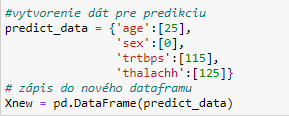 #vytvorenie dát pre predikciu
predict_data = {'age':[25],
'sex':[0],
'trtbps':[115],
'thalachh':[125]}
# zápis do nového dataframu
Xnew = pd.DataFrame(predict_data)